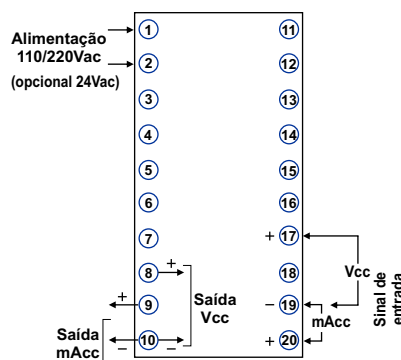 Alimentação
110/220Vac
(opcional 24Vac)
1
2
3
4
5
6
7
8 +
+ 9
10
− −
Saída
Vcc
Saída
mAcc
11
12
13
14
15
16
+ 17
18
− 19
+ 20
Vcc
mAcc
Sinal de
entrada